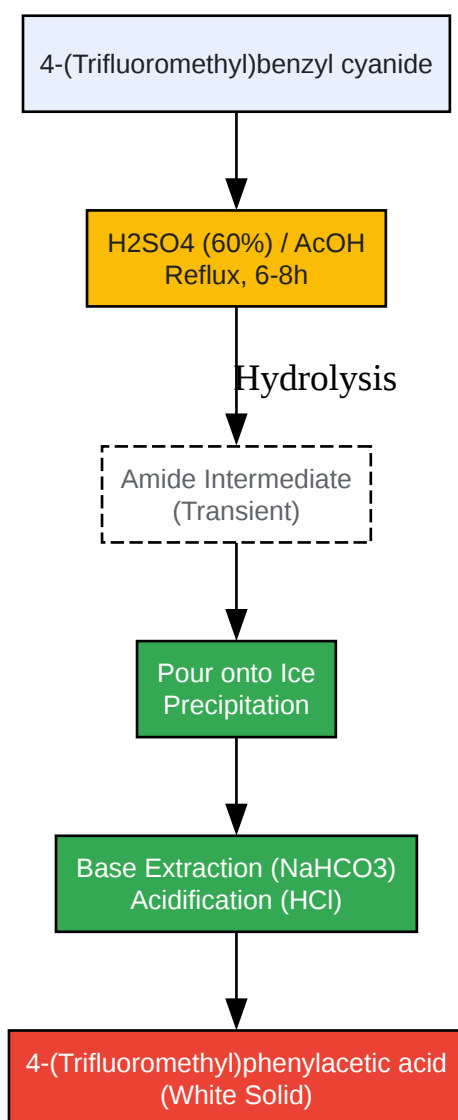 4-(Trifluoromethyl)benzyl cyanide
H2SO4 (60%) / AcOH
Reflux, 6-8h
Hydrolysis
Amide Intermediate
(Transient)
Pour onto Ice
Precipitation
Base Extraction (NaHCO3)
Acidification (HCl)
4-(Trifluoromethyl)phenylacetic acid
(White Solid)